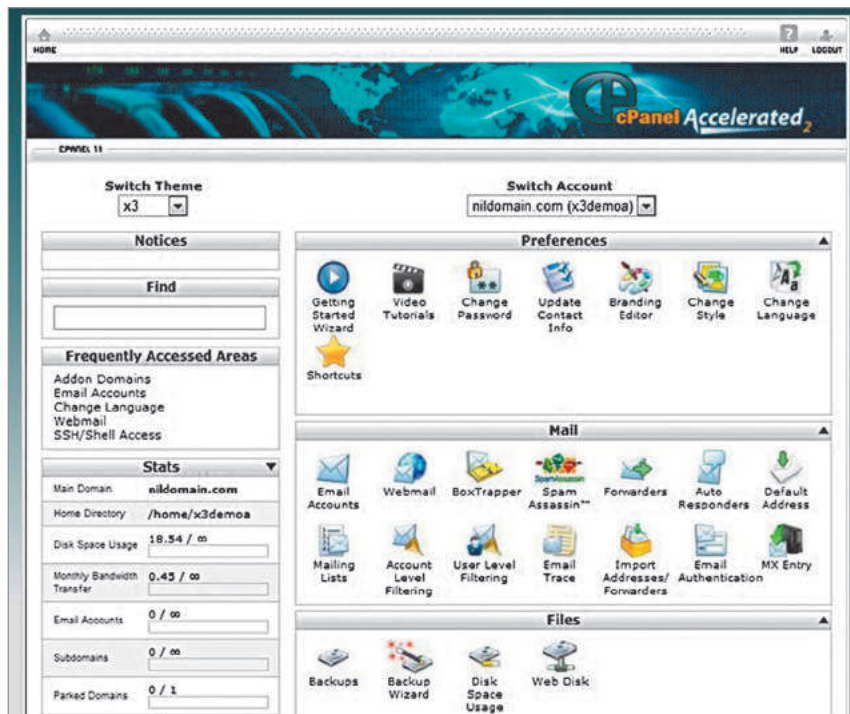 HOME
HELP LOGOUT
cPanel Accelerated2
CPANEL 11
Switch Theme
x3
Switch Account
nildomain.com (x3demoa)
Notices
Find
Frequently Accessed Areas
Addon Domains
Email Accounts
Change Language
Webmail
SSH/Shell Access
Stats
Main Domain nildomain.com
Home Directory /home/x3demoa
Disk Space Usage 18.54 / ∞
Monthly Bandwidth Transfer 0.45 / ∞
Email Accounts 0 / ∞
Subdomains 0 / ∞
Parked Domains 0 / 1
Preferences
Getting Started Wizard
Video Tutorials
Change Password
Update Contact Info
Branding Editor
Change Style
Change Language
Shortcuts
Mail
Email Accounts
Webmail
BoxTrapper
SpamAssassin
Spam Assassin™
Forwarders
Auto Responders
Default Address
Mailing Lists
Account Level Filtering
User Level Filtering
Email Trace
Import Addresses/ Forwarders
Email Authentication
MX Entry
Files
Backups
Backup Wizard
Disk Space Usage
Web Disk